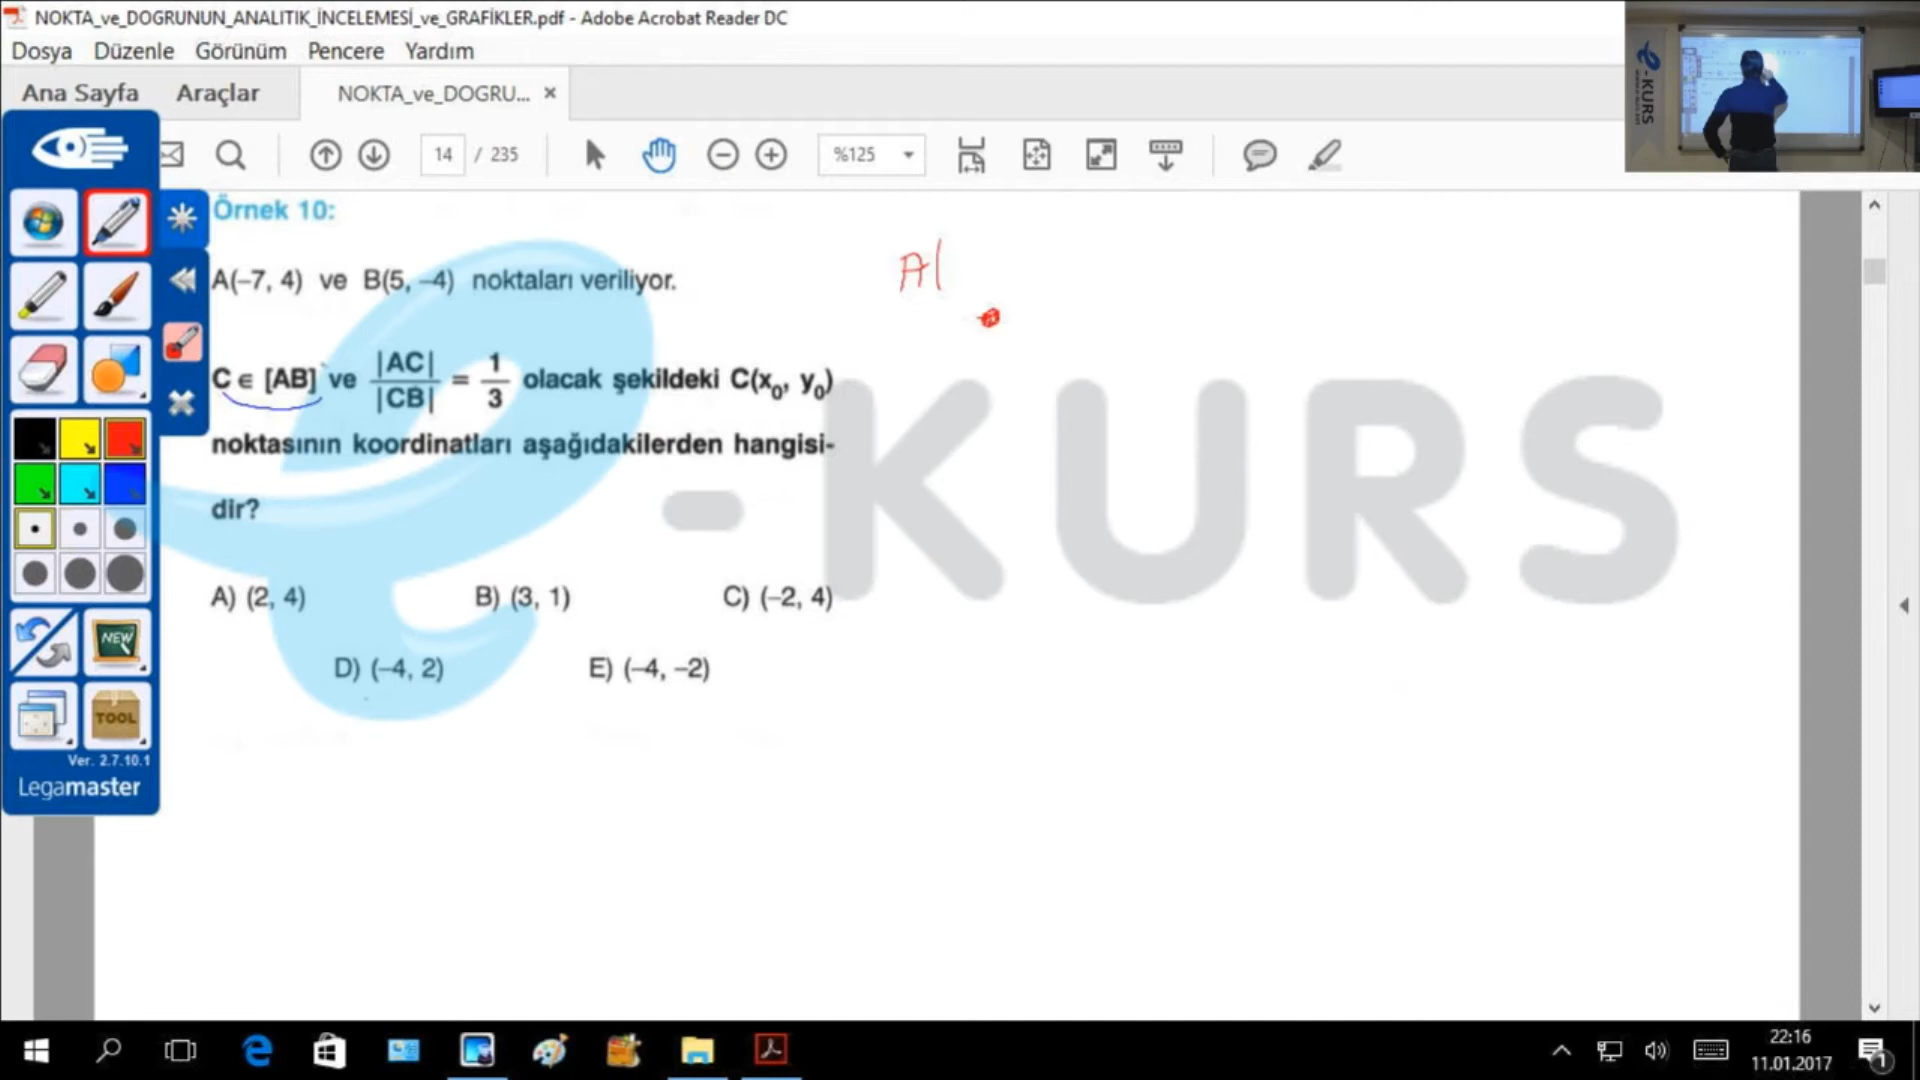 NOKTA_ve_DOGRUNUN_ANALITIK_İNCELEMESİ_ve_GRAFİKLER.pdf - Adobe Acrobat Reader DC
Dosya Düzenle Görünüm Pencere Yardım
Ana Sayfa Araçlar NOKTA_ve_DOGRU... ×
14 / 235 %125
Örnek 10:
A(–7, 4) ve B(5, –4) noktaları veriliyor.
A(
C ∈ [AB] ve |AC| / |CB| = 1 / 3 olacak şekildeki C(x₀, y₀)
noktasının koordinatları aşağıdakilerden hangisi-
dir?
A) (2, 4) B) (3, 1) C) (–2, 4)
D) (–4, 2) E) (–4, –2)
e-KURS
NEW
TOOL
Ver. 2.7.10.1
Legamaster
e-KURS
22:16
11.01.2017
1